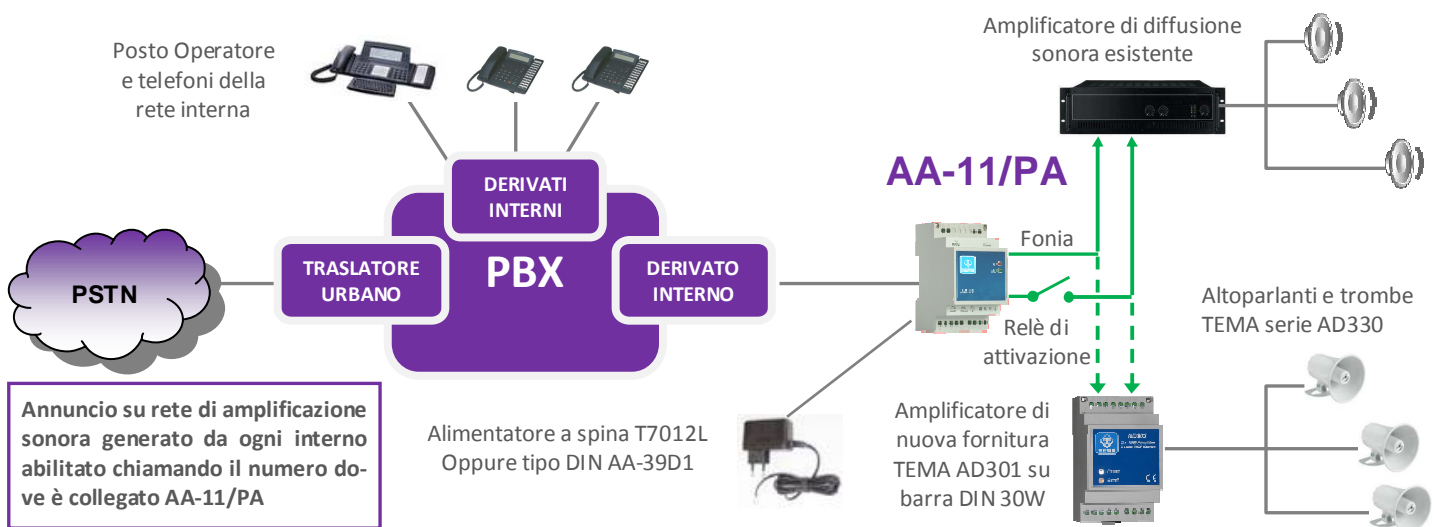 Posto Operatore
e telefoni della
rete interna
Amplificatore di diffusione
sonora esistente
AA-11/PA
DERIVATI
INTERNI
PBX
TRASLATORE
URBANO
DERIVATO
INTERNO
PSTN
Fonia
Relè di
attivazione
Altoparlanti e trombe
TEMA serie AD330
Annuncio su rete di amplificazione
sonora generato da ogni interno
abilitato chiamando il numero do-
ve è collegato AA-11/PA
Alimentatore a spina T7012L
Oppure tipo DIN AA-39D1
Amplificatore di
nuova fornitura
TEMA AD301 su
barra DIN 30W